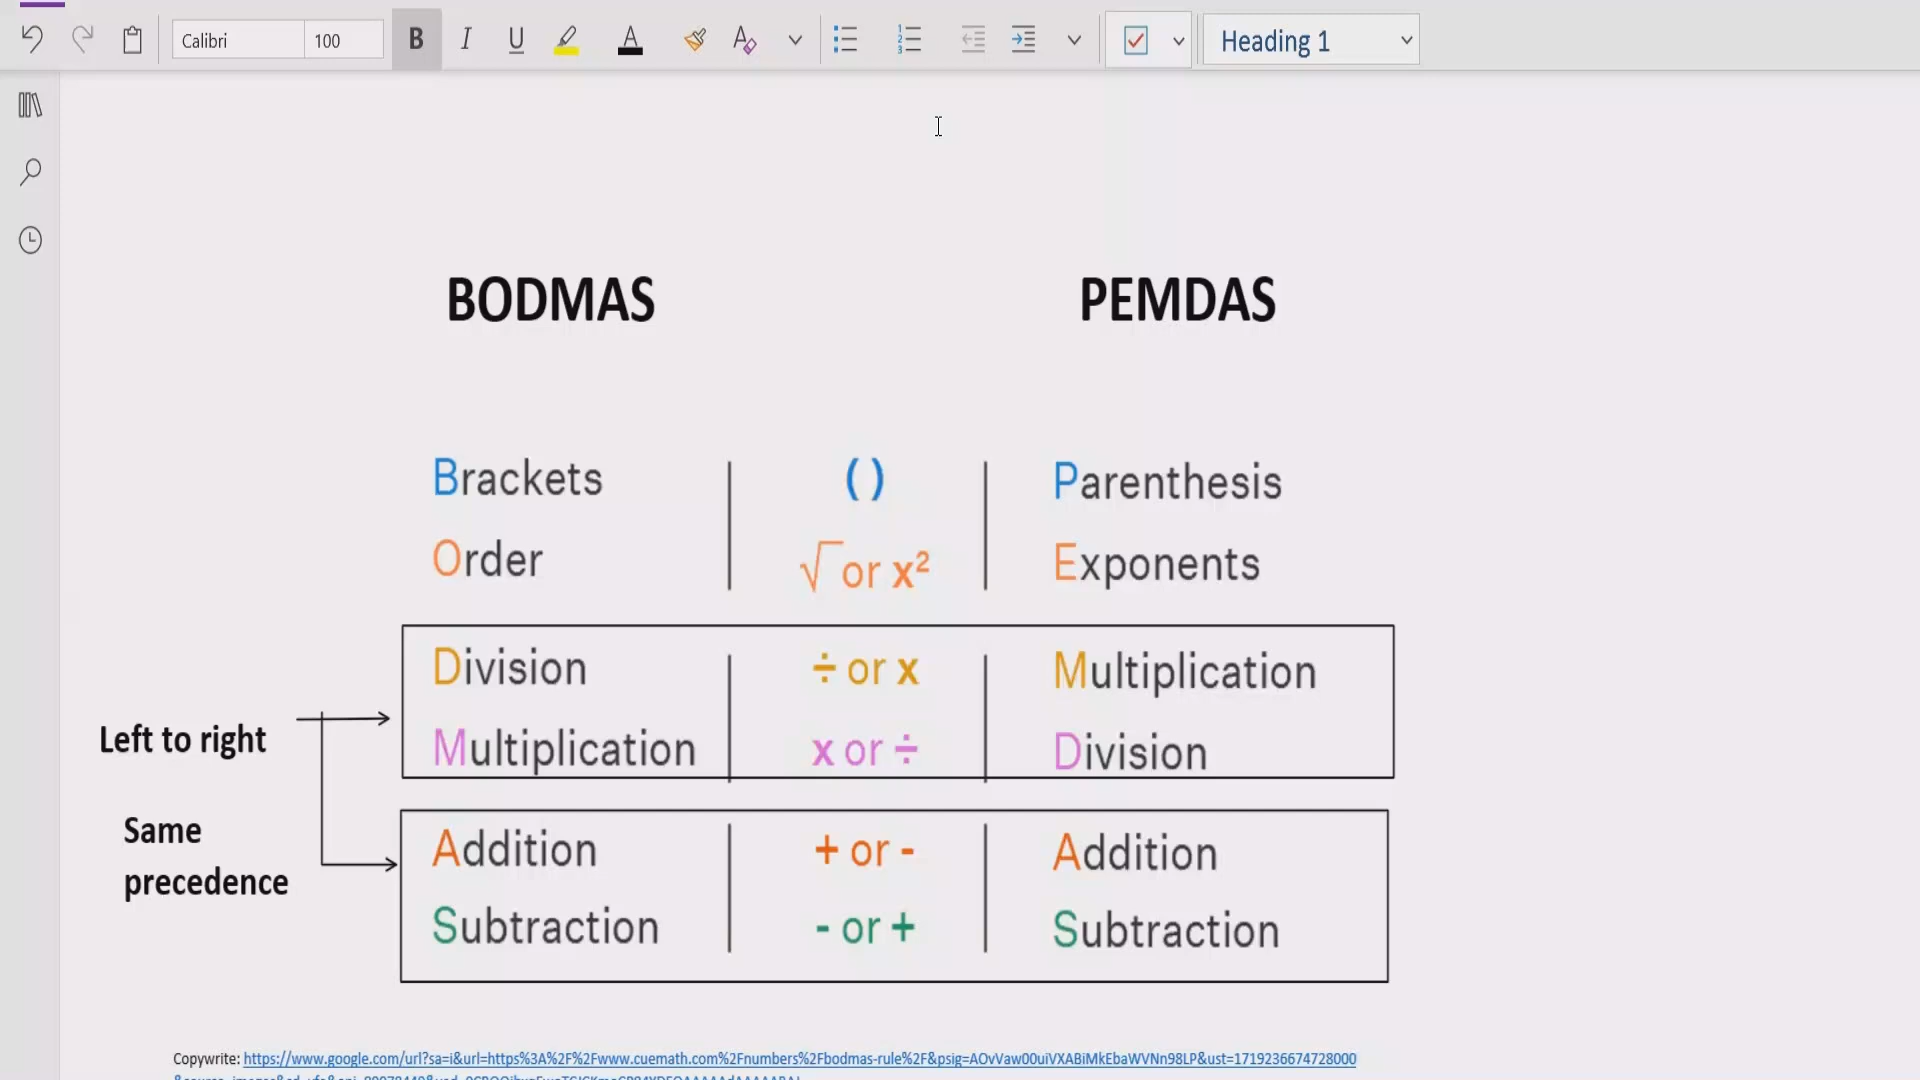 Calibri 100 B I U A A Heading 1
BODMAS PEMDAS
Brackets ( ) Parenthesis
Order √ or x² Exponents
Division ÷ or x Multiplication
Left to right
Multiplication x or ÷ Division
Same
precedence
Addition + or - Addition
Subtraction - or + Subtraction
Copywrite: https://www.google.com/url?sa=i&url=https%3A%2F%2Fwww.cuemath.com%2Fnumbers%2Fbodmas-rule%2F&psig=AOvVaw00uiVXABiMkEbaWVNn98LP&ust=1719236674728000